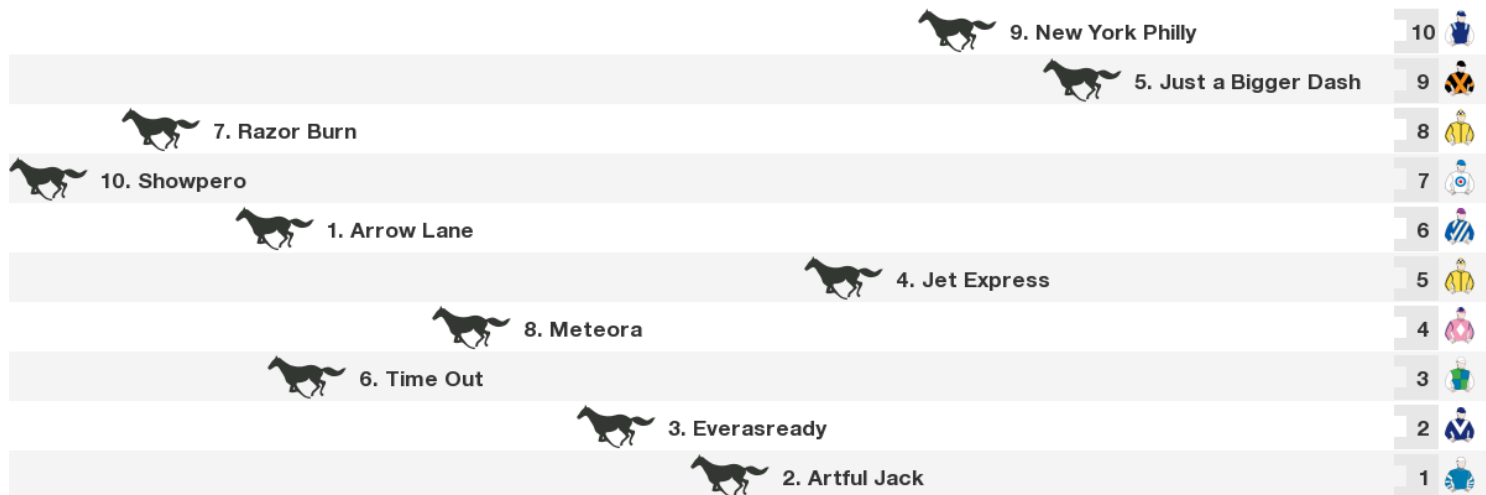 9. New York Philly 10
5. Just a Bigger Dash 9
7. Razor Burn 8
10. Showpero 7
1. Arrow Lane 6
4. Jet Express 5
8. Meteora 4
6. Time Out 3
3. Everasready 2
2. Artful Jack 1